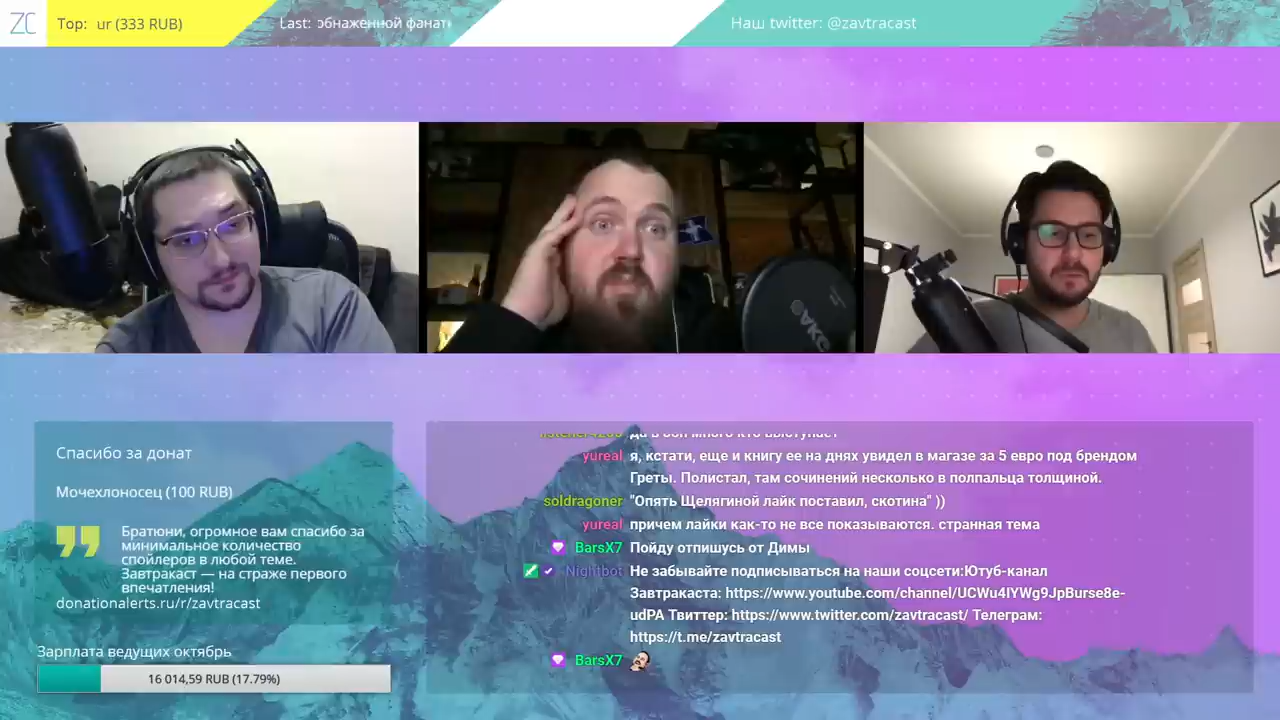 ZC
Top: ur (333 RUB)
Last: обнаженной фанат
Наш twitter: @zavtracast
AKG
Спасибо за донат
Мочехлоносец (100 RUB)
Братюни, огромное вам спасибо за
минимальное количество
спойлеров в любой теме.
Завтракаст — на страже первого
впечатления!
donationalerts.ru/r/zavtracast
Зарплата ведущих октябрь
16 014,59 RUB (17.79%)
yureal я, кстати, еще и книгу ее на днях увидел в магазе за 5 евро под брендом
Греты. Полистал, там сочинений несколько в полпальца толщиной.
soldragoner "Опять Щелягиной лайк поставил, скотина" ))
yureal причем лайки как-то не все показываются. странная тема
BarsX7 Пойду отпишусь от Димы
Nightbot Не забывайте подписываться на наши соцсети:Ютуб-канал
Завтракаста: https://www.youtube.com/channel/UCWu4IYWg9JpBurse8e-
udPA Твиттер: https://www.twitter.com/zavtracast/ Телеграм:
https://t.me/zavtracast
BarsX7